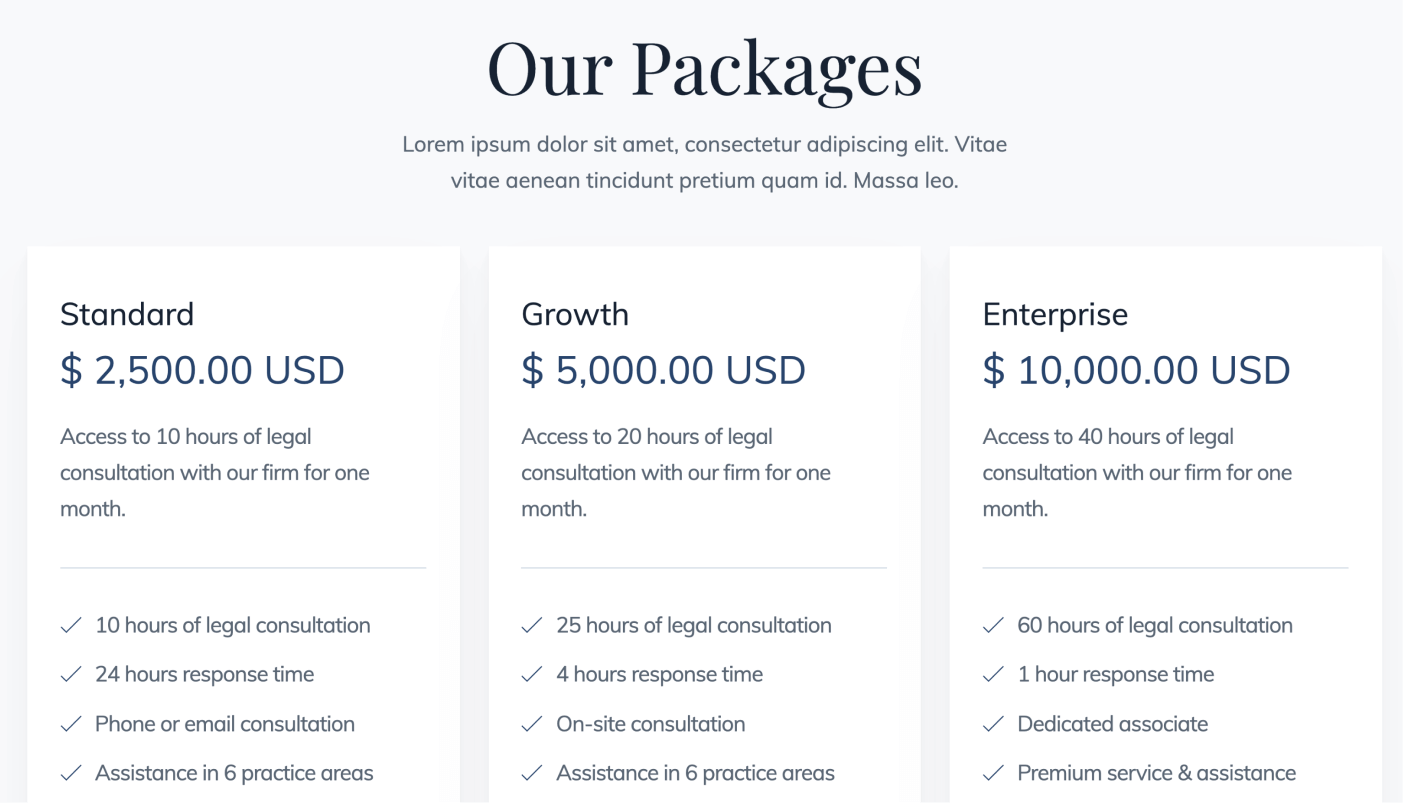 Our Packages
Lorem ipsum dolor sit amet, consectetur adipiscing elit. Vitae
vitae aenean tincidunt pretium quam id. Massa leo.
Standard
$ 2,500.00 USD
Access to 10 hours of legal
consultation with our firm for one
month.
10 hours of legal consultation
24 hours response time
Phone or email consultation
Assistance in 6 practice areas
Growth
$ 5,000.00 USD
Access to 20 hours of legal
consultation with our firm for one
month.
25 hours of legal consultation
4 hours response time
On-site consultation
Assistance in 6 practice areas
Enterprise
$ 10,000.00 USD
Access to 40 hours of legal
consultation with our firm for one
month.
60 hours of legal consultation
1 hour response time
Dedicated associate
Premium service & assistance